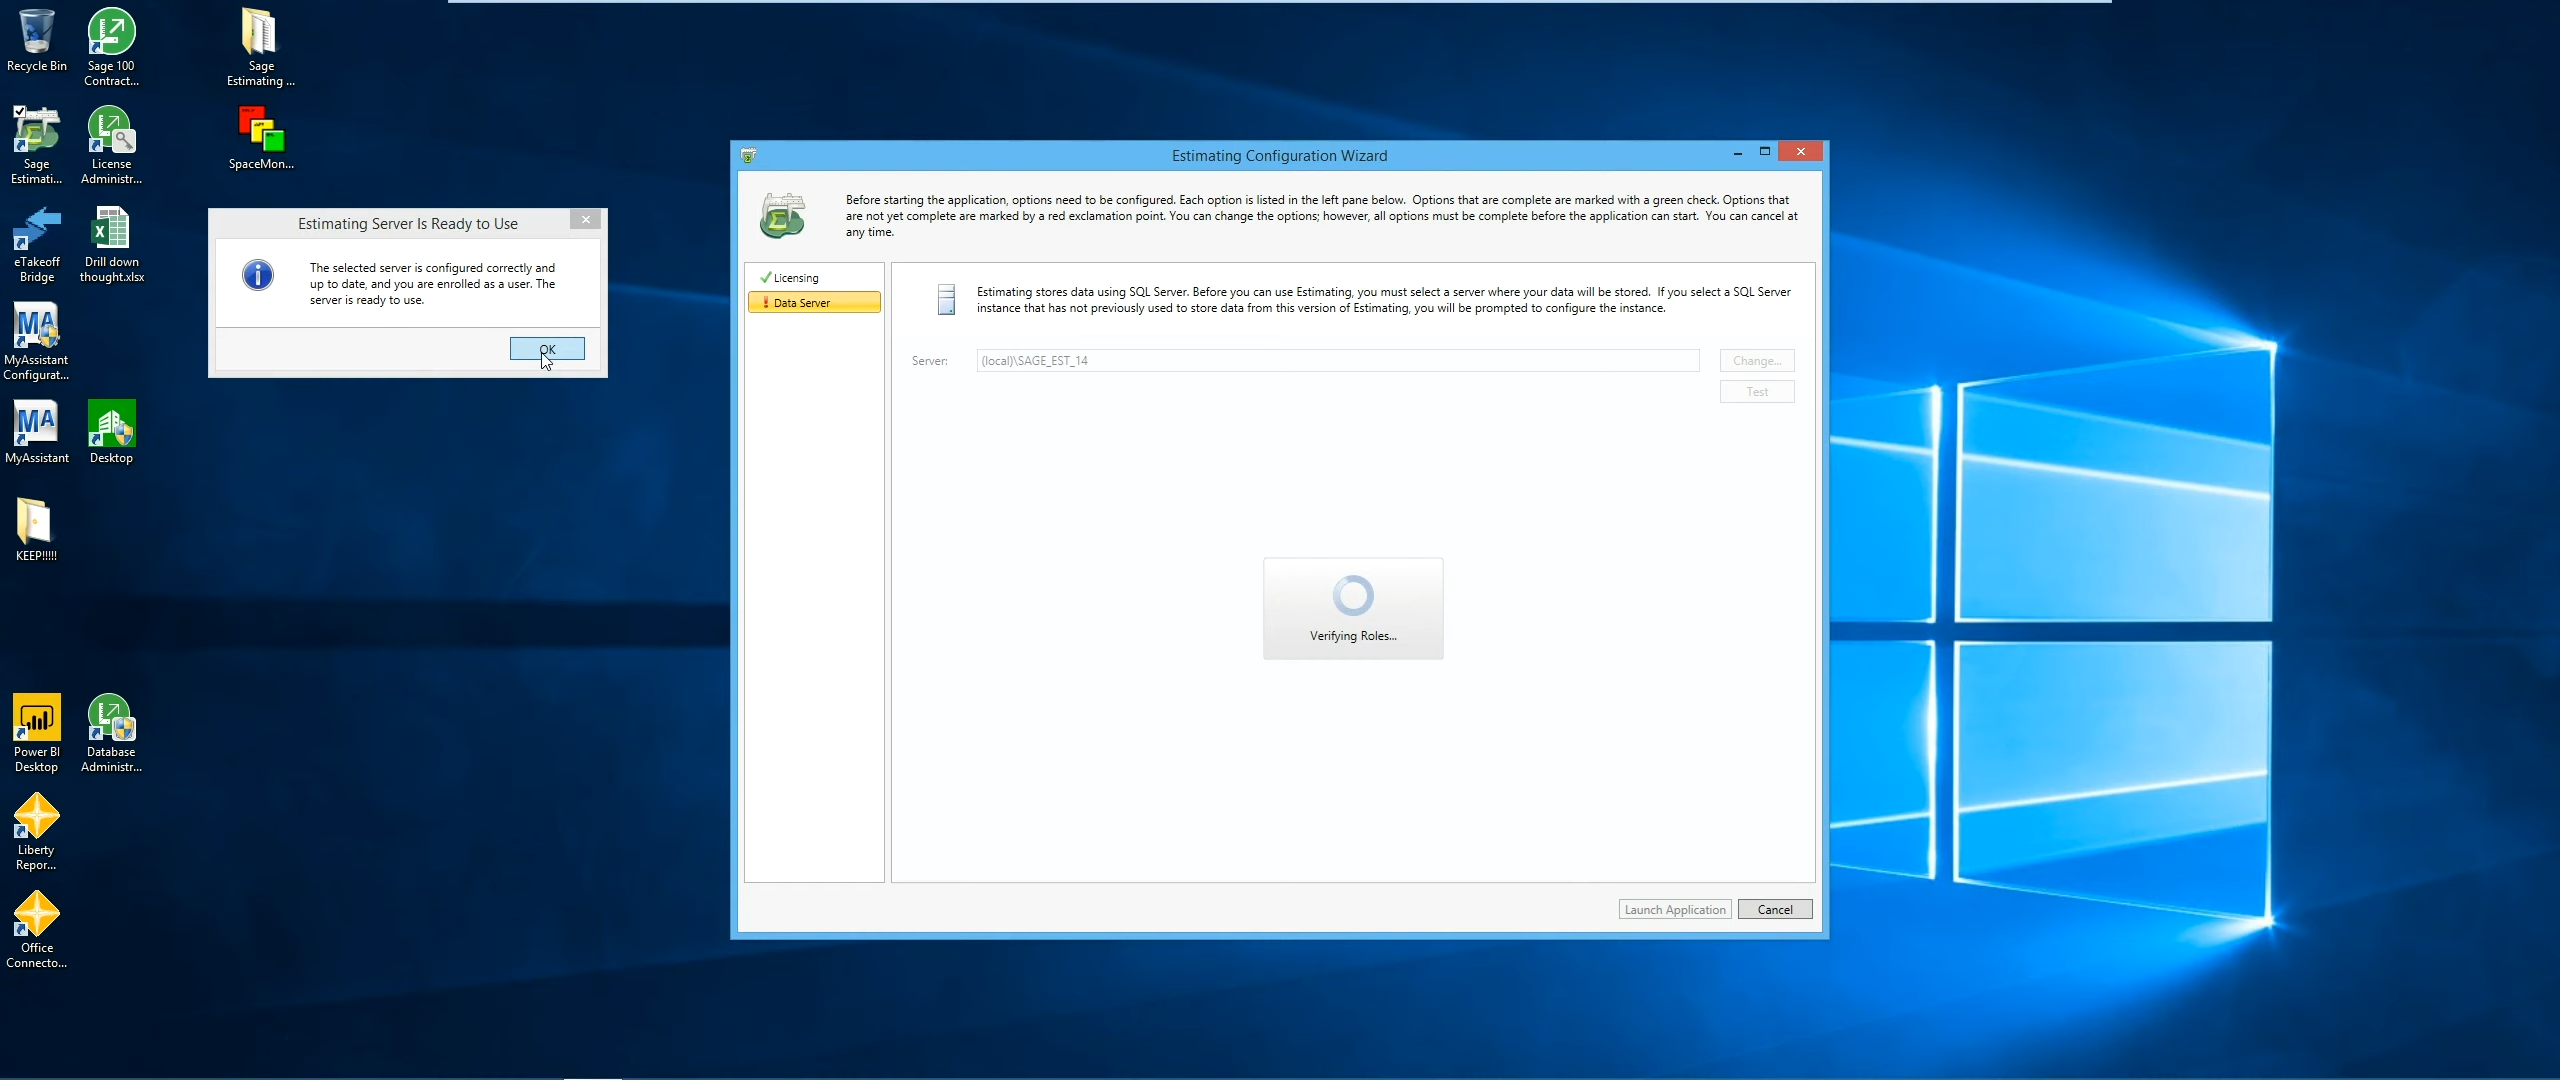 Recycle Bin
Sage 100
Contract...
Sage
Estimating ...
Sage
Estimati...
License
Administr...
SpaceMon...
eTakeoff
Bridge
Drill down
thought.xlsx
MyAssistant
Configurat...
MyAssistant
Desktop
KEEP!!!!!
Power BI
Desktop
Database
Administr...
Liberty
Repor...
Office
Connecto...
Estimating Server Is Ready to Use
The selected server is configured correctly and
up to date, and you are enrolled as a user. The
server is ready to use.
OK
Estimating Configuration Wizard
Before starting the application, options need to be configured. Each option is listed in the left pane below. Options that are complete are marked with a green check. Options that
are not yet complete are marked by a red exclamation point. You can change the options; however, all options must be complete before the application can start. You can cancel at
any time.
Licensing
Data Server
Estimating stores data using SQL Server. Before you can use Estimating, you must select a server where your data will be stored. If you select a SQL Server
instance that has not previously used to store data from this version of Estimating, you will be prompted to configure the instance.
Server:
(local)\SAGE_EST_14
Change...
Test
Verifying Roles...
Launch Application
Cancel